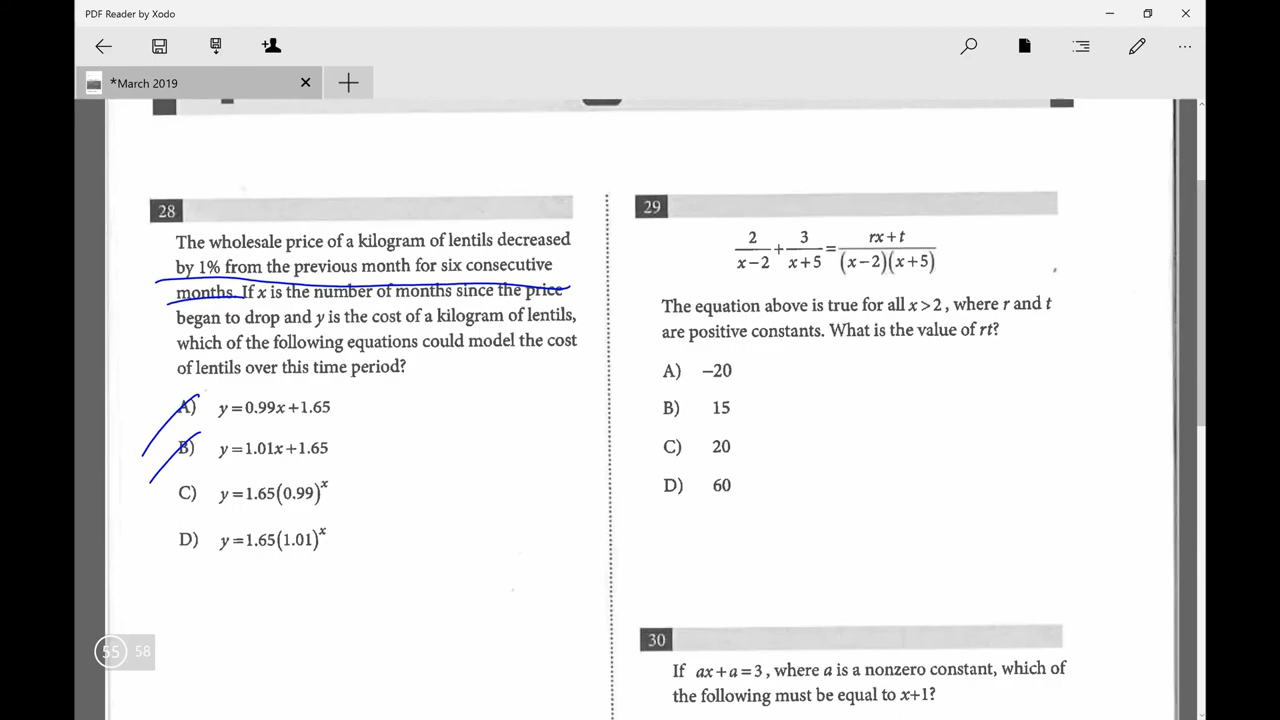 PDF Reader by Xodo
*March 2019
28
The wholesale price of a kilogram of lentils decreased
by 1% from the previous month for six consecutive
months. If x is the number of months since the price
began to drop and y is the cost of a kilogram of lentils,
which of the following equations could model the cost
of lentils over this time period?
A) y=0.99x+1.65
B) y=1.01x+1.65
C) y=1.65(0.99)^x
D) y=1.65(1.01)^x
55 58
29
2/(x−2) + 3/(x+5) = (rx+t)/((x−2)(x+5))
The equation above is true for all x>2, where r and t
are positive constants. What is the value of rt?
A) −20
B) 15
C) 20
D) 60
30
If ax+a=3, where a is a nonzero constant, which of
the following must be equal to x+1?